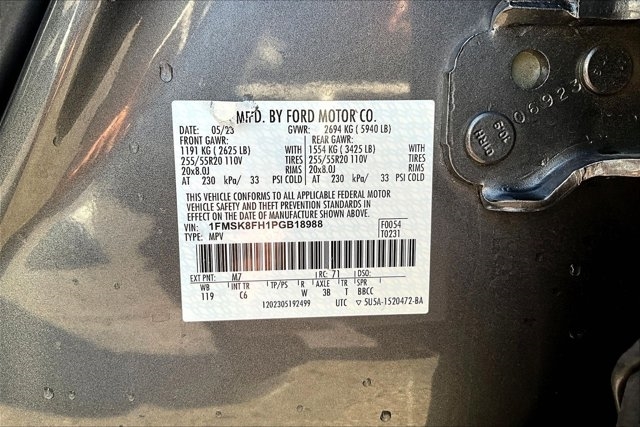 MFD. BY FORD MOTOR CO.
DATE: 05/23 GVWR: 2694 KG ( 5940 LB)
FRONT GAWR: REAR GAWR:
1191 KG ( 2625 LB) WITH 1554 KG ( 3425 LB) WITH
255/55R20 110V TIRES 255/55R20 110V TIRES
20x8.0J RIMS 20x8.0J RIMS
AT 230 kPa/ 33 PSI COLD AT 230 kPa/ 33 PSI COLD
THIS VEHICLE CONFORMS TO ALL APPLICABLE FEDERAL MOTOR
VEHICLE SAFETY AND THEFT PREVENTION STANDARDS IN
EFFECT ON THE DATE OF MANUFACTURE SHOWN ABOVE.
VIN: 1FMSK8FH1PGB18988 F0054
TYPE: MPV T0231
EXT PNT: M7 RC: 71 DSO:
WB INT TR TP/PS R AXLE TR SPR
119 C6 W 3B T BBCC
1202305192499 UTC ▽ 5U5A-1520472-BA
06923